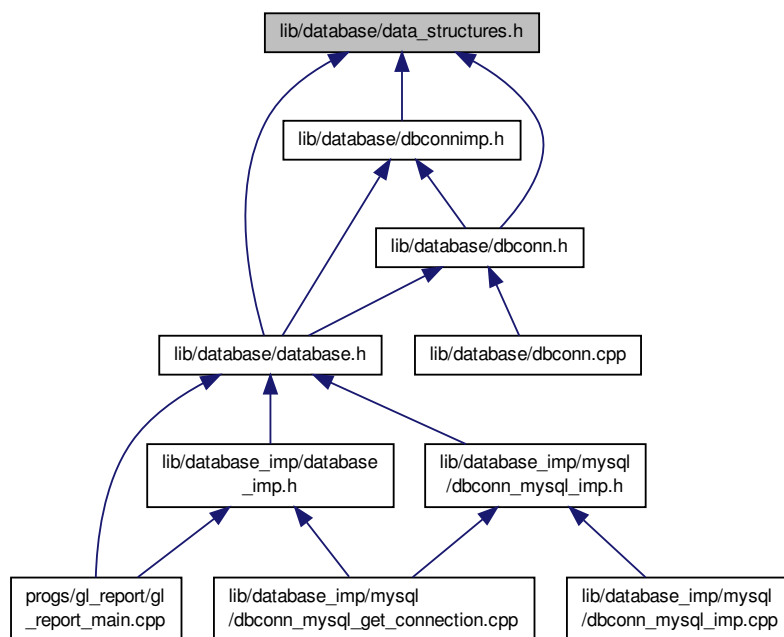 lib/database/data_structures.h
lib/database/dbconnimp.h
lib/database/dbconn.h
lib/database/database.h
lib/database/dbconn.cpp
lib/database_imp/database
_imp.h
lib/database_imp/mysql
/dbconn_mysql_imp.h
progs/gl_report/gl
_report_main.cpp
lib/database_imp/mysql
/dbconn_mysql_get_connection.cpp
lib/database_imp/mysql
/dbconn_mysql_imp.cpp